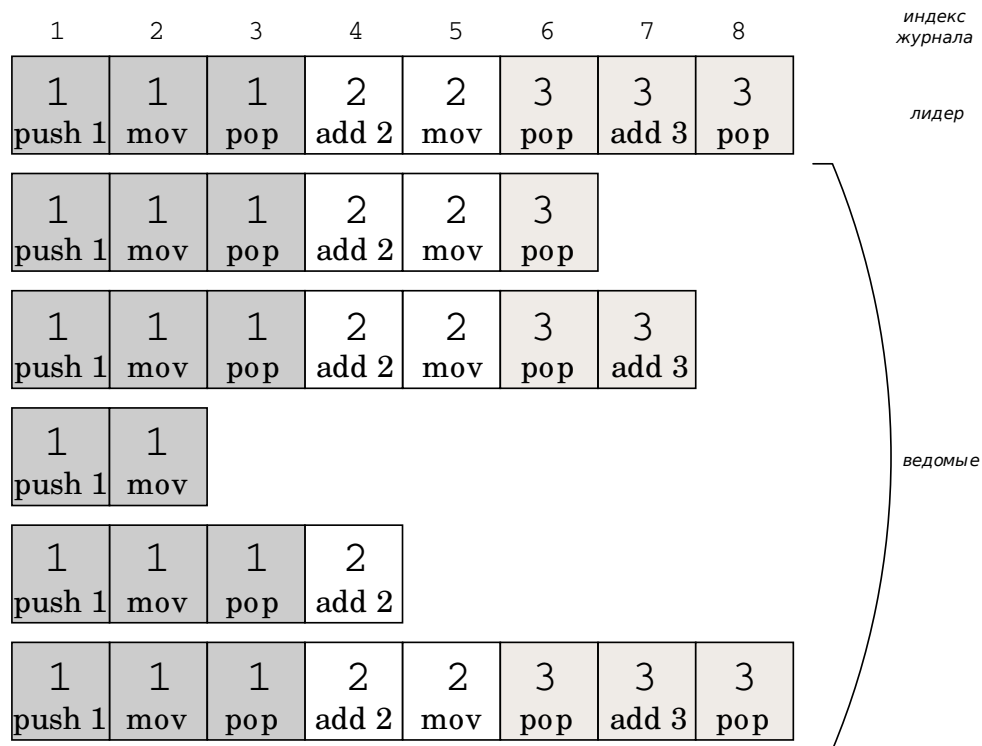 1 2 3 4 5 6 7 8
индекс
журнала
1 1 1 2 2 3 3 3
push 1 mov pop add 2 mov pop add 3 pop
лидер
1 1 1 2 2 3
push 1 mov pop add 2 mov pop
1 1 1 2 2 3 3
push 1 mov pop add 2 mov pop add 3
1 1
push 1 mov
ведомые
1 1 1 2
push 1 mov pop add 2
1 1 1 2 2 3 3 3
push 1 mov pop add 2 mov pop add 3 pop